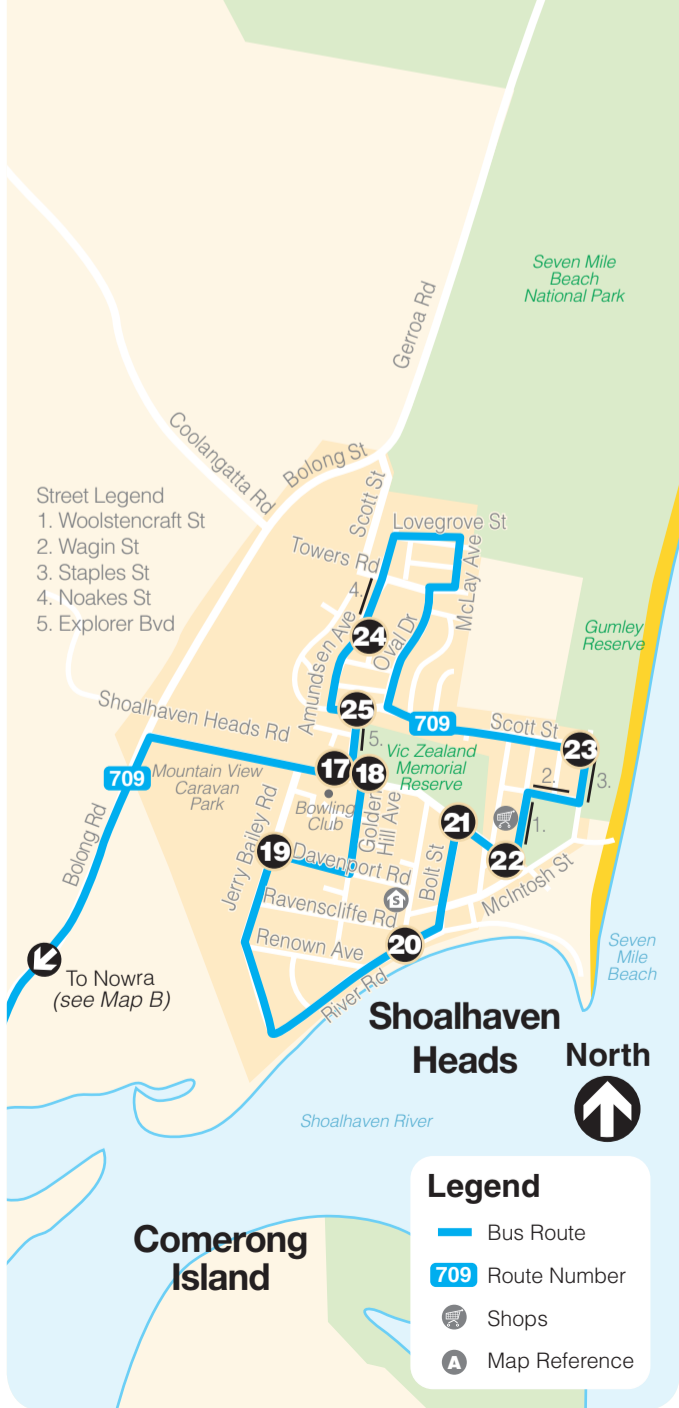 Seven Mile
Beach
National Park
Gerroa Rd
Coolangatta Rd
Bolong St
Scott St
Street Legend
1. Woolstencraft St
2. Wagin St
3. Staples St
4. Noakes St
5. Explorer Bvd
Lovegrove St
Towers Rd
McLay Ave
4.
24
Oval Dr
Amundsen Ave
Gumley
Reserve
Shoalhaven Heads Rd
25
709
Scott St
23
5.
Vic Zealand
Memorial
Reserve
709
Mountain View
Caravan
Park
17
18
2.
3.
Bowling
Club
Golden
Hill Ave
21
1.
Bolong Rd
Jerry Bailey Rd
19
Davenport Rd
Bolt St
22
McIntosh St
S
Ravenscliffe Rd
Renown Ave
20
River Rd
Seven
Mile
Beach
To Nowra
(see Map B)
Shoalhaven
Heads
North
Shoalhaven River
Comerong
Island
Legend
Bus Route
709 Route Number
Shops
A Map Reference